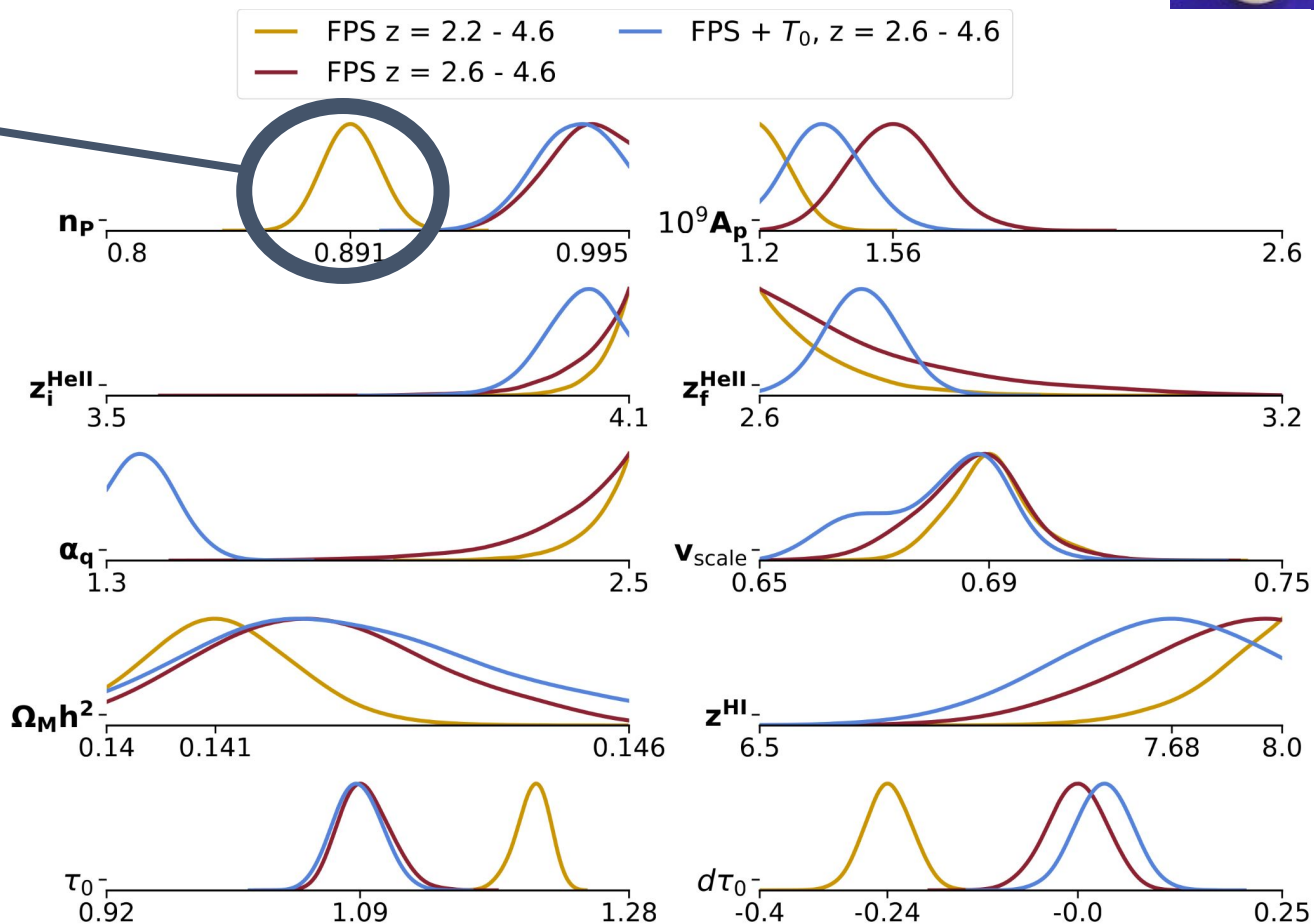 FPS z = 2.2 - 4.6
FPS + T₀, z = 2.6 - 4.6
FPS z = 2.6 - 4.6
n_P
0.8 0.891 0.995
10⁹A_p
1.2 1.56 2.6
z_i^HeII
3.5 4.1
z_f^HeII
2.6 3.2
α_q
1.3 2.5
v_scale
0.65 0.69 0.75
Ω_M h²
0.14 0.141 0.146
z^HI
6.5 7.68 8.0
τ₀
0.92 1.09 1.28
dτ₀
-0.4 -0.24 -0.0 0.25